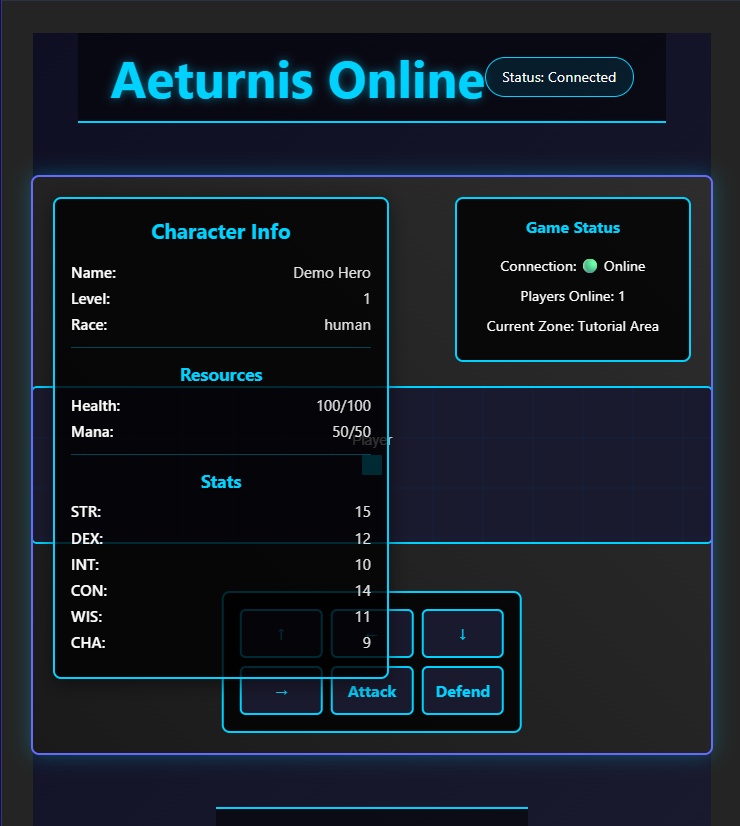 Aeturnis Online
Status: Connected
Character Info
Name: Demo Hero
Level: 1
Race: human
Resources
Health: 100/100
Mana: 50/50
Stats
STR: 15
DEX: 12
INT: 10
CON: 14
WIS: 11
CHA: 9
Game Status
Connection: Online
Players Online: 1
Current Zone: Tutorial Area
Player
↑ ↓
→ Attack Defend